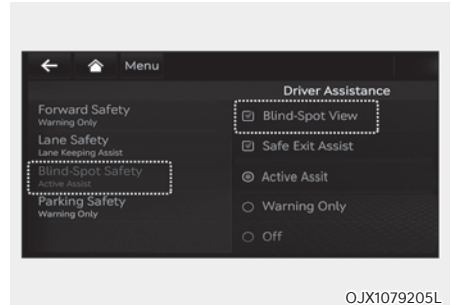 Menu
Driver Assistance
Forward Safety
Warning Only
Lane Safety
Lane Keeping Assist
Blind-Spot Safety
Active Assist
Parking Safety
Warning Only
Blind-Spot View
Safe Exit Assist
Active Assit
Warning Only
Off
OJX1079205L